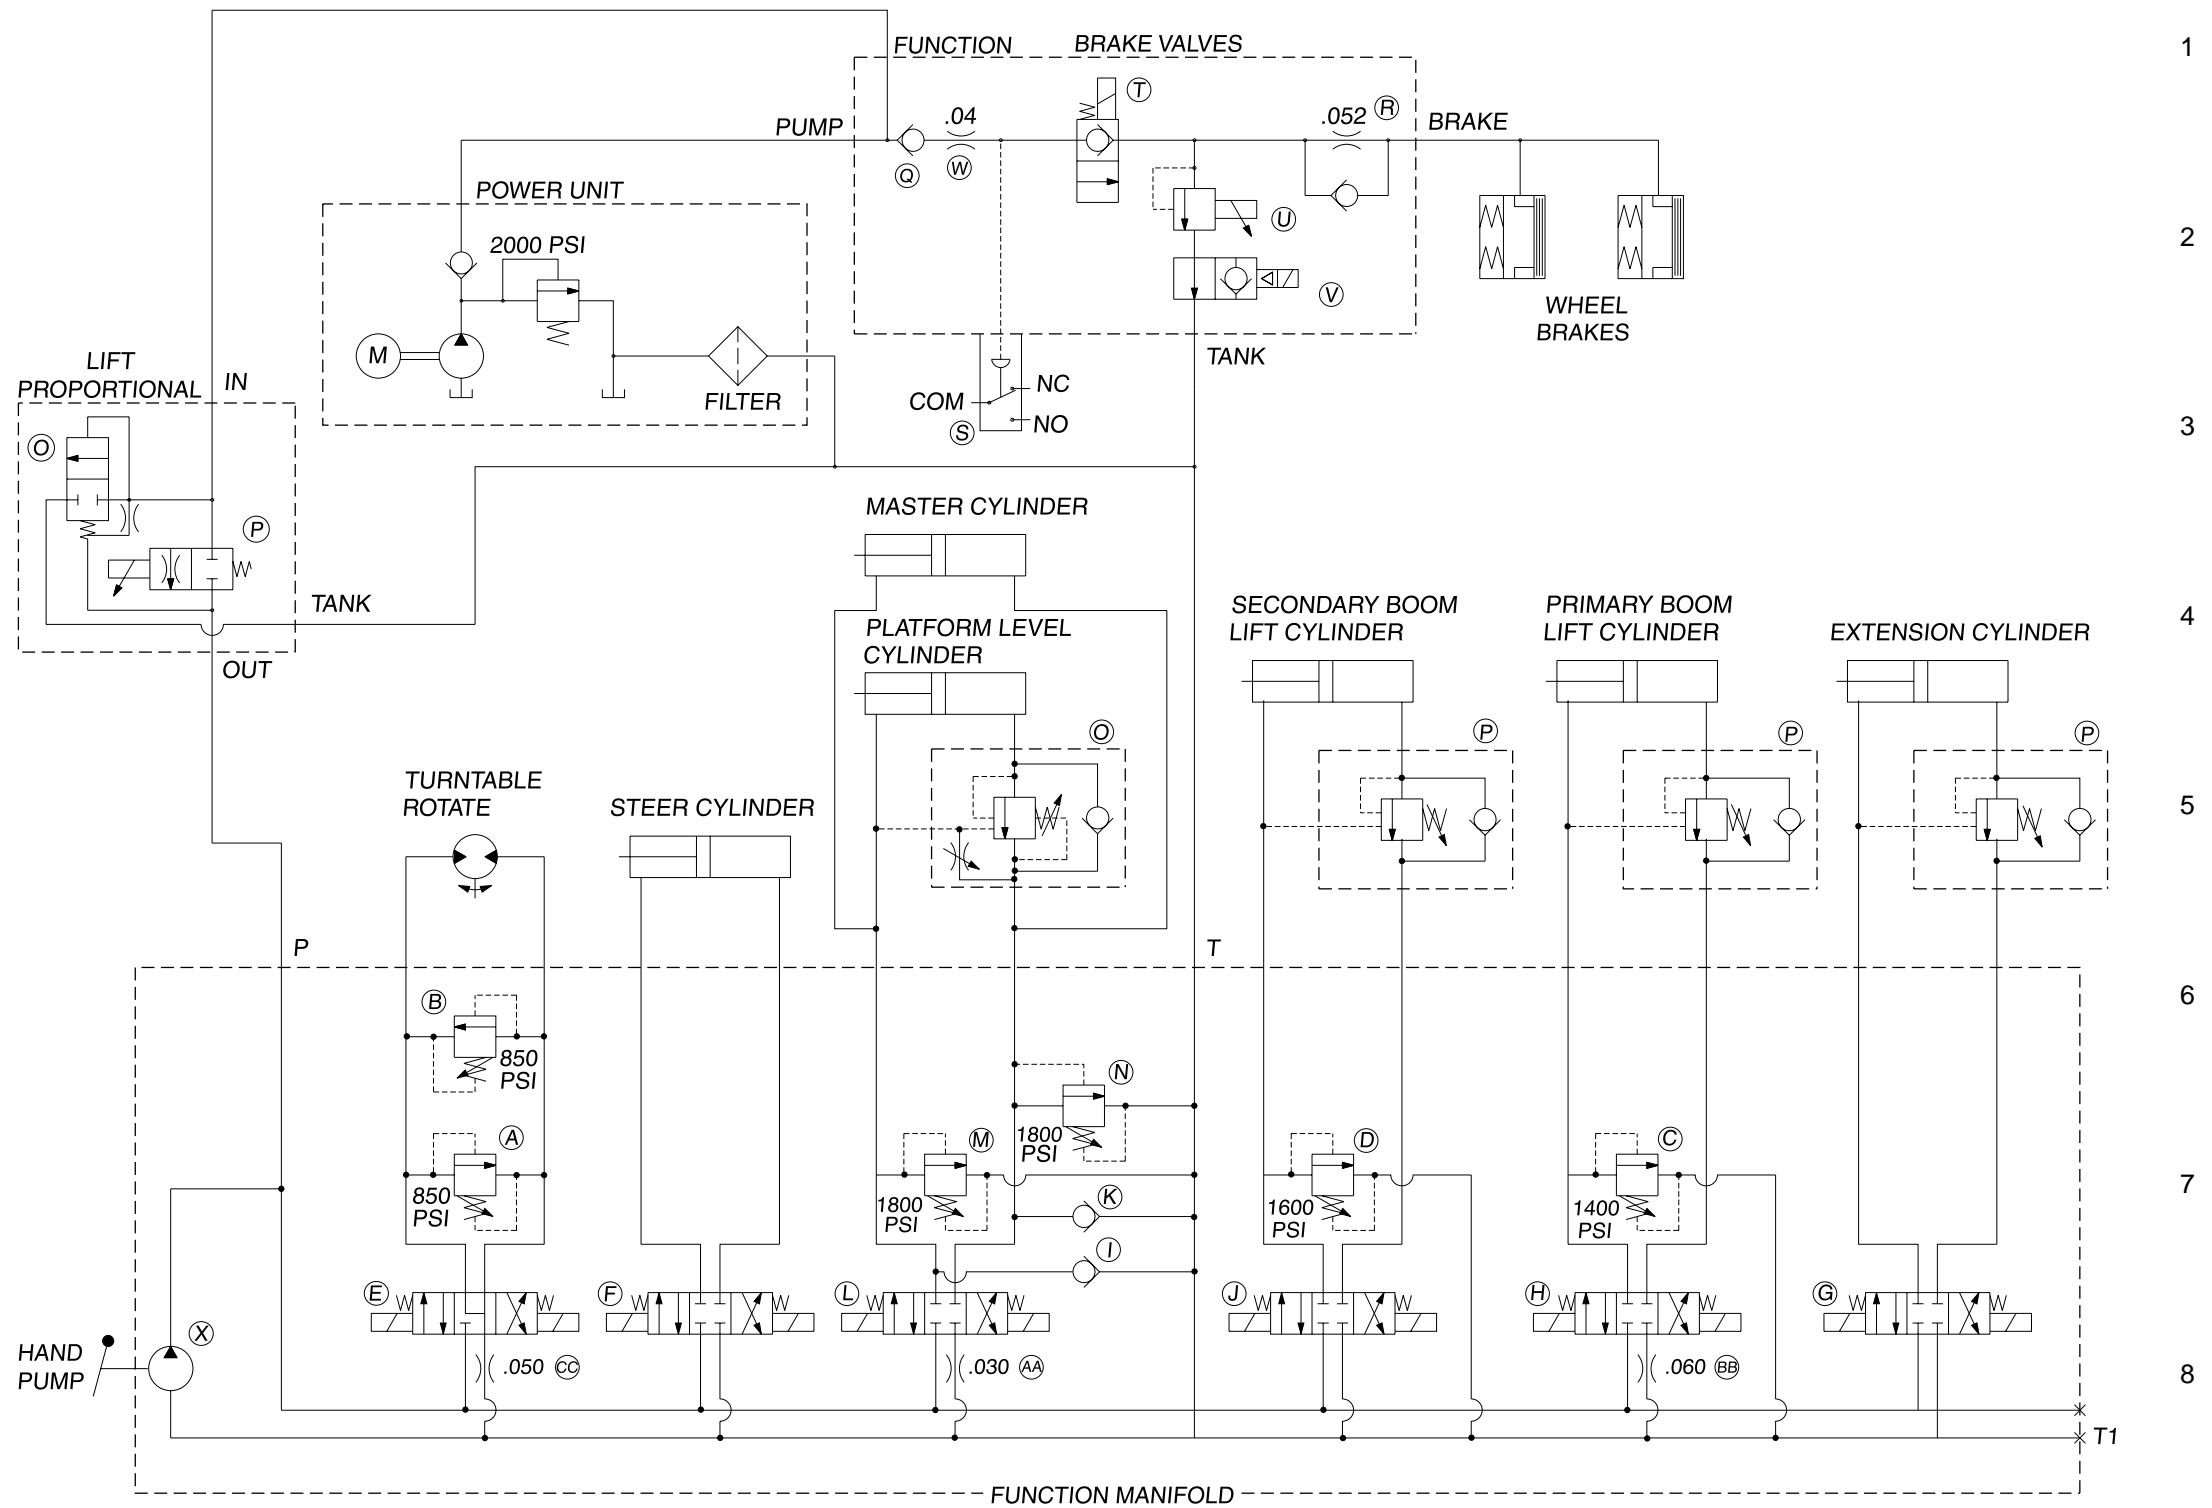 1
FUNCTION BRAKE VALVES
T
.04
.052 R
PUMP
BRAKE
Q
W
POWER UNIT
U
2000 PSI
2
V
WHEEL
BRAKES
M
TANK
LIFT
PROPORTIONAL
IN
NC
COM
FILTER
NO
S
3
O
P
MASTER CYLINDER
TANK
SECONDARY BOOM
LIFT CYLINDER
PRIMARY BOOM
LIFT CYLINDER
4
PLATFORM LEVEL
CYLINDER
EXTENSION CYLINDER
OUT
O
P
P
P
TURNTABLE
ROTATE
STEER CYLINDER
5
P
T
6
B
850
PSI
N
1800
PSI
A
M
D
C
850
PSI
1800
PSI
K
1600
PSI
1400
PSI
7
I
E
F
L
J
H
G
X
HAND
PUMP
.050 CC
.030 AA
.060 BB
8
T1
FUNCTION MANIFOLD